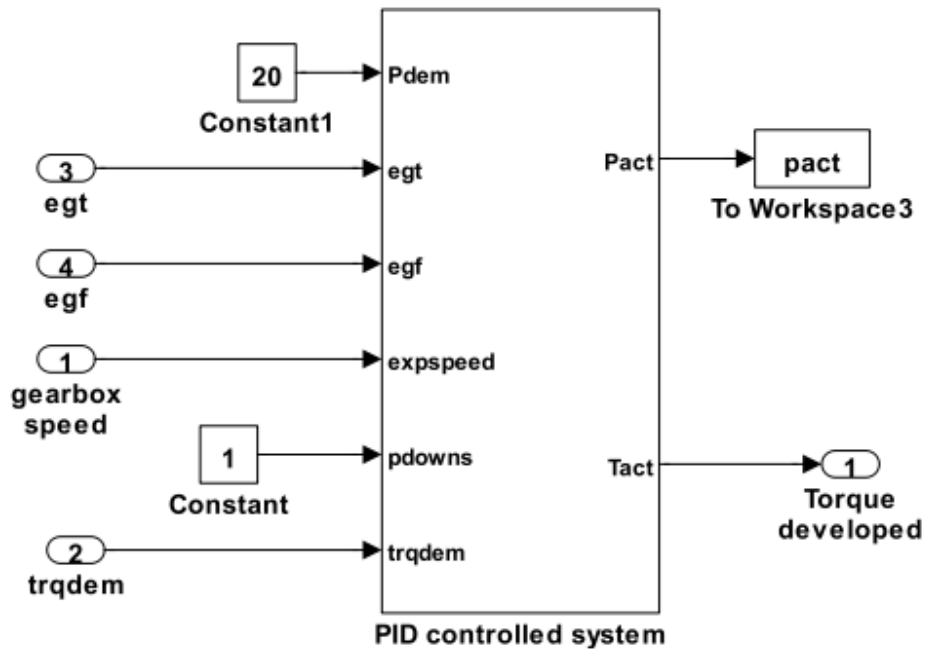 20
Constant1
Pdem
3
egt
egt
4
egf
egf
1
gearbox
speed
expspeed
1
Constant
pdowns
2
trqdem
trqdem
Pact
pact
To Workspace3
Tact
1
Torque
developed
PID controlled system